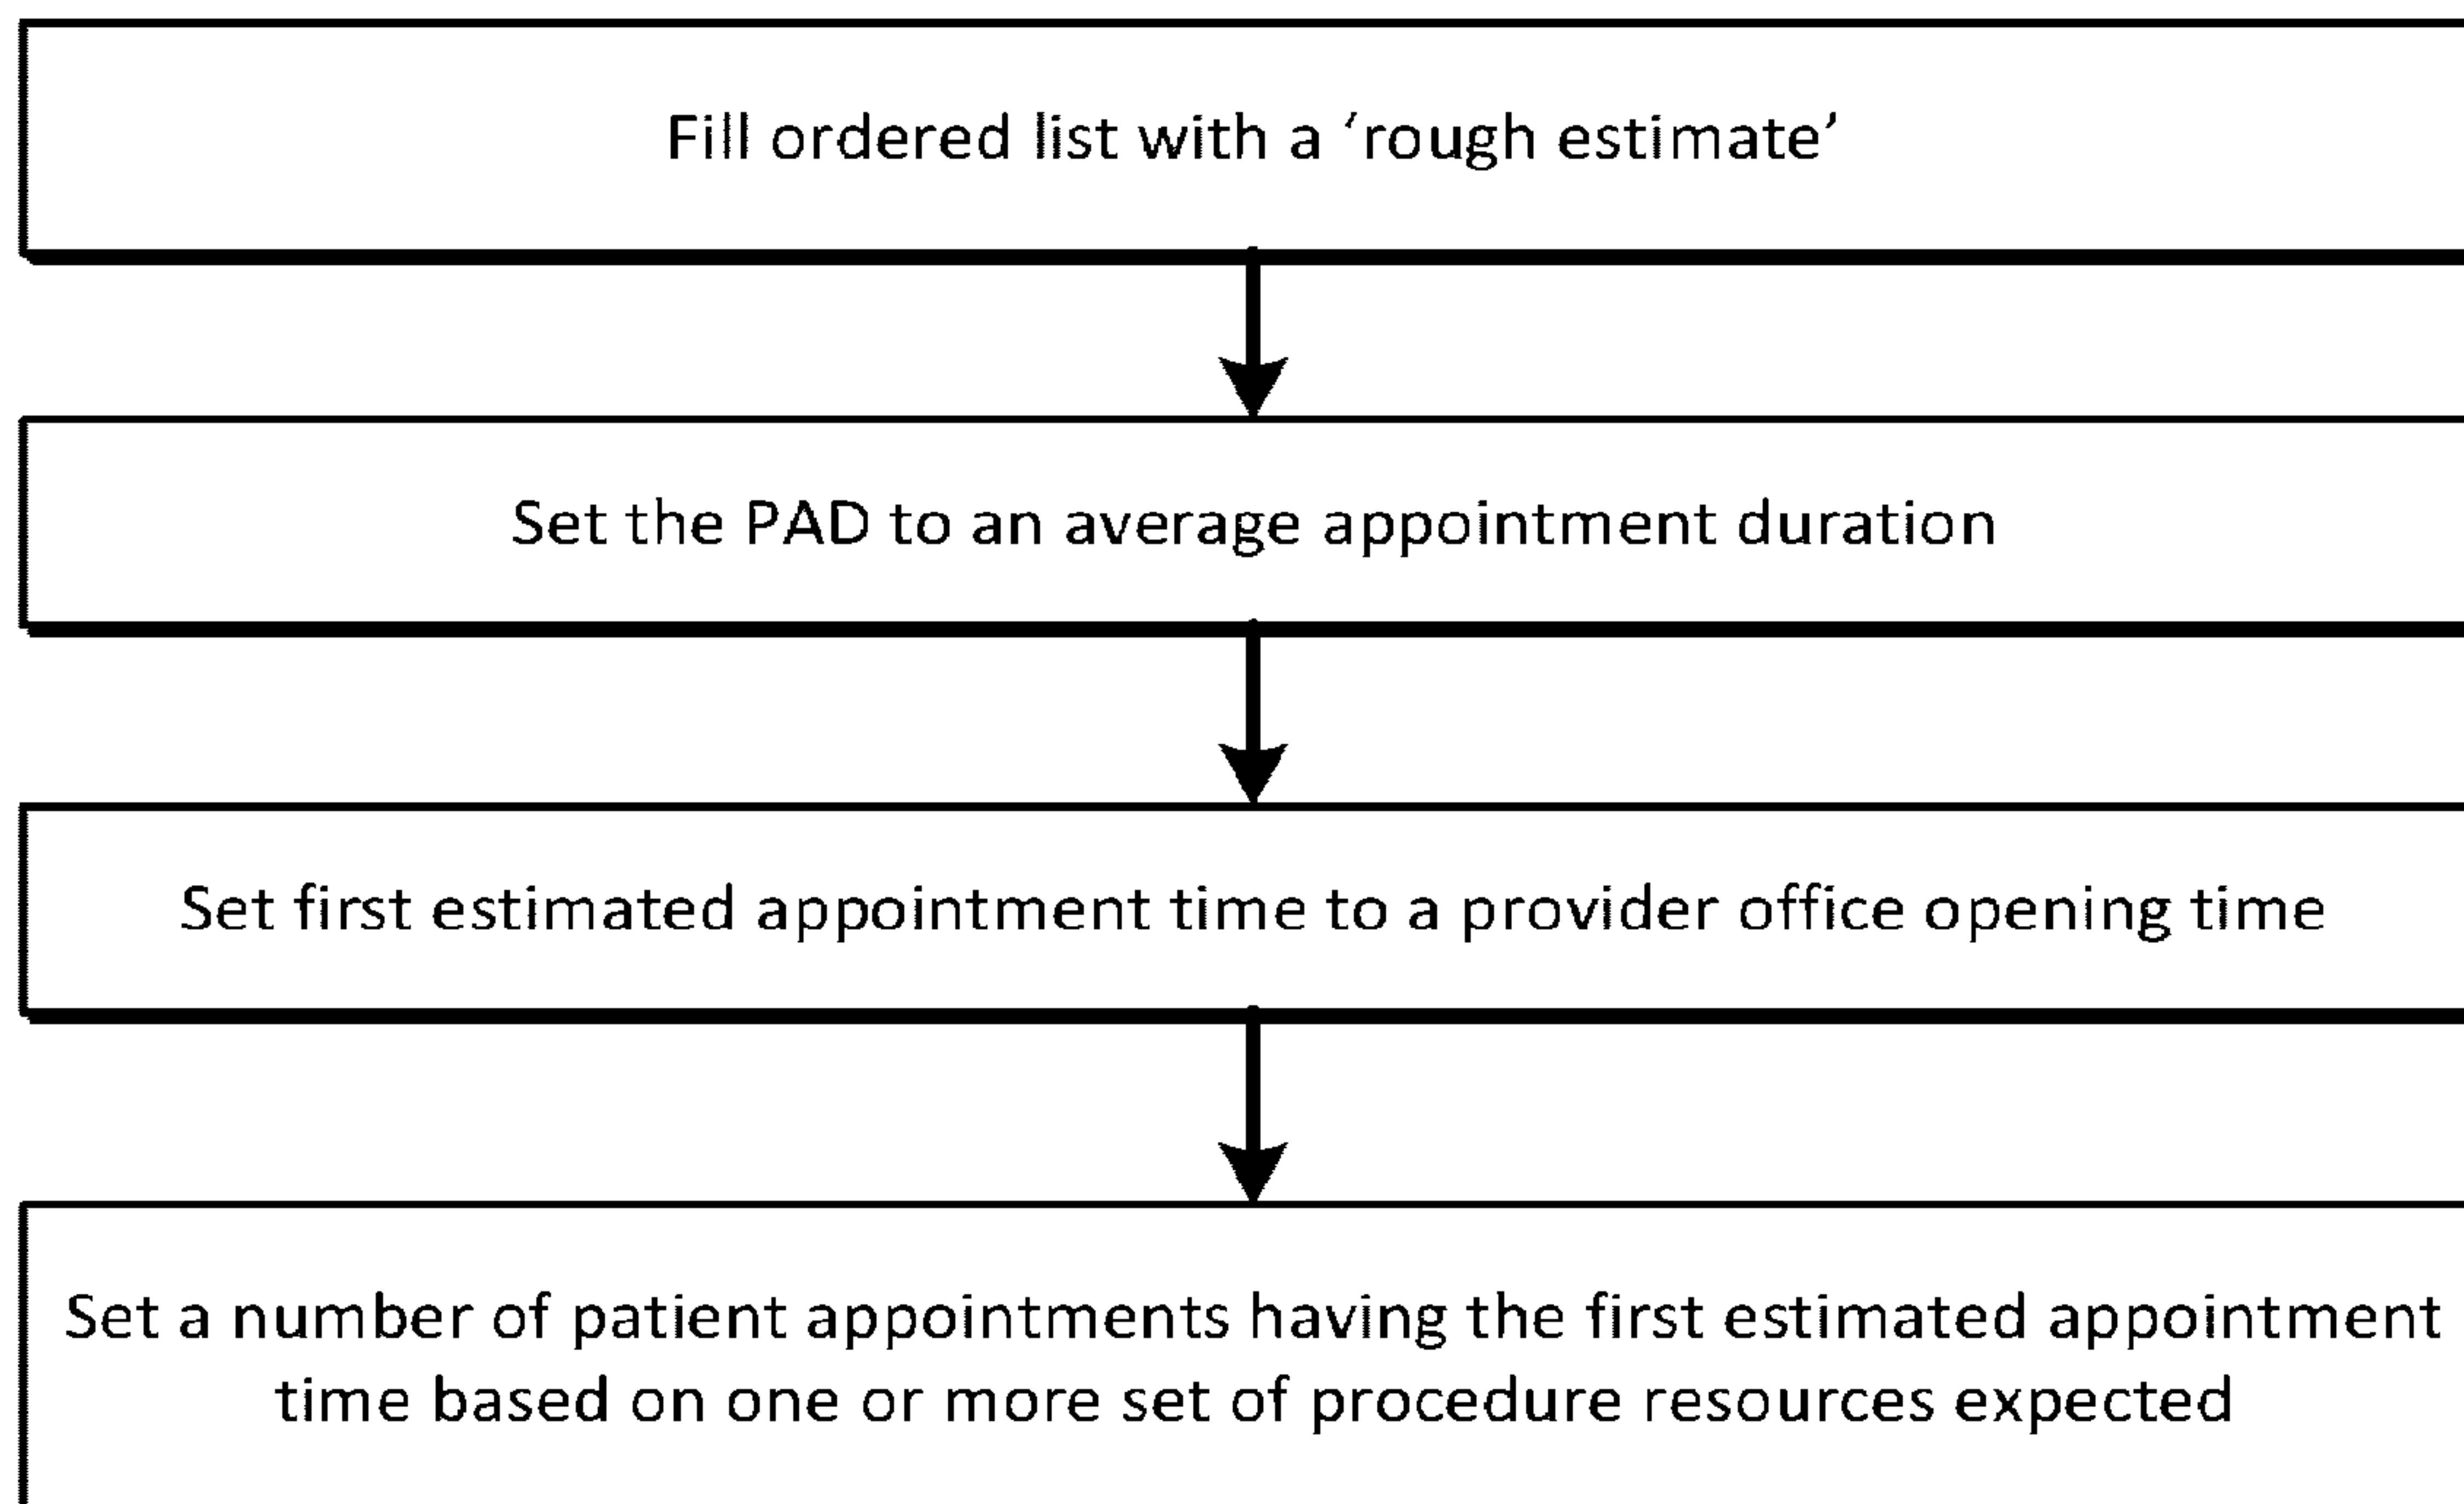 Fill ordered list with a ‘rough estimate’
Set the PAD to an average appointment duration
Set first estimated appointment time to a provider office opening time
Set a number of patient appointments having the first estimated appointment
time based on one or more set of procedure resources expected